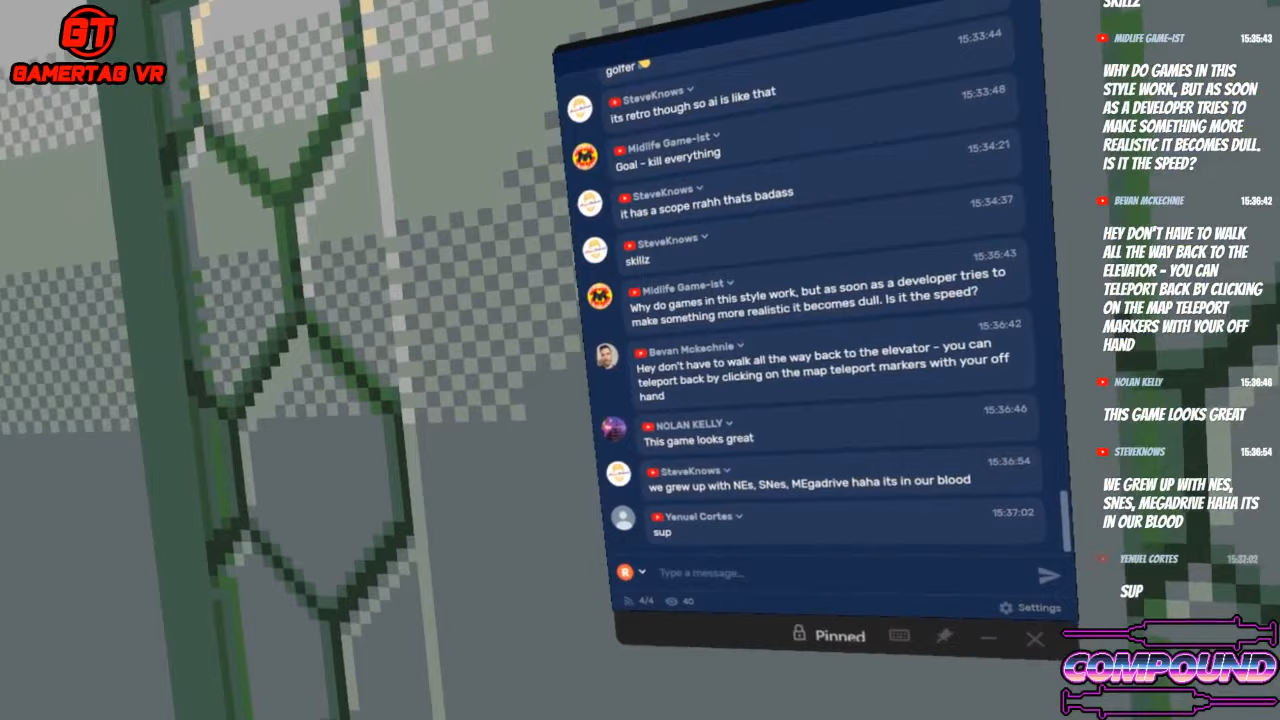 GT
GAMERTAG VR
golfer
15:33:44
SteveKnows
its retro though so ai is like that
15:33:48
Midlife Game-ist
Goal - kill everything
15:34:21
SteveKnows
it has a scope rrahh thats badass
15:34:37
SteveKnows
skillz
15:35:43
Midlife Game-ist
Why do games in this style work, but as soon as a developer tries to
make something more realistic it becomes dull. Is it the speed?
15:36:42
Bevan Mckechnie
Hey don't have to walk all the way back to the elevator - you can
teleport back by clicking on the map teleport markers with your off
hand
15:36:46
NOLAN KELLY
This game looks great
15:36:54
SteveKnows
we grew up with NEs, SNes, MEgadrive haha its in our blood
15:37:02
Yenuel Cortes
sup
R
Type a message...
4/4
40
Settings
Pinned
SKILLZ
MIDLIFE GAME-IST 15:35:43
WHY DO GAMES IN THIS
STYLE WORK, BUT AS SOON
AS A DEVELOPER TRIES TO
MAKE SOMETHING MORE
REALISTIC IT BECOMES DULL.
IS IT THE SPEED?
BEVAN MCKECHNIE 15:36:42
HEY DON'T HAVE TO WALK
ALL THE WAY BACK TO THE
ELEVATOR - YOU CAN
TELEPORT BACK BY CLICKING
ON THE MAP TELEPORT
MARKERS WITH YOUR OFF
HAND
NOLAN KELLY 15:36:46
THIS GAME LOOKS GREAT
STEVEKNOWS 15:36:54
WE GREW UP WITH NES,
SNES, MEGADRIVE HAHA ITS
IN OUR BLOOD
YENUEL CORTES 15:37:02
SUP
COMPOUND